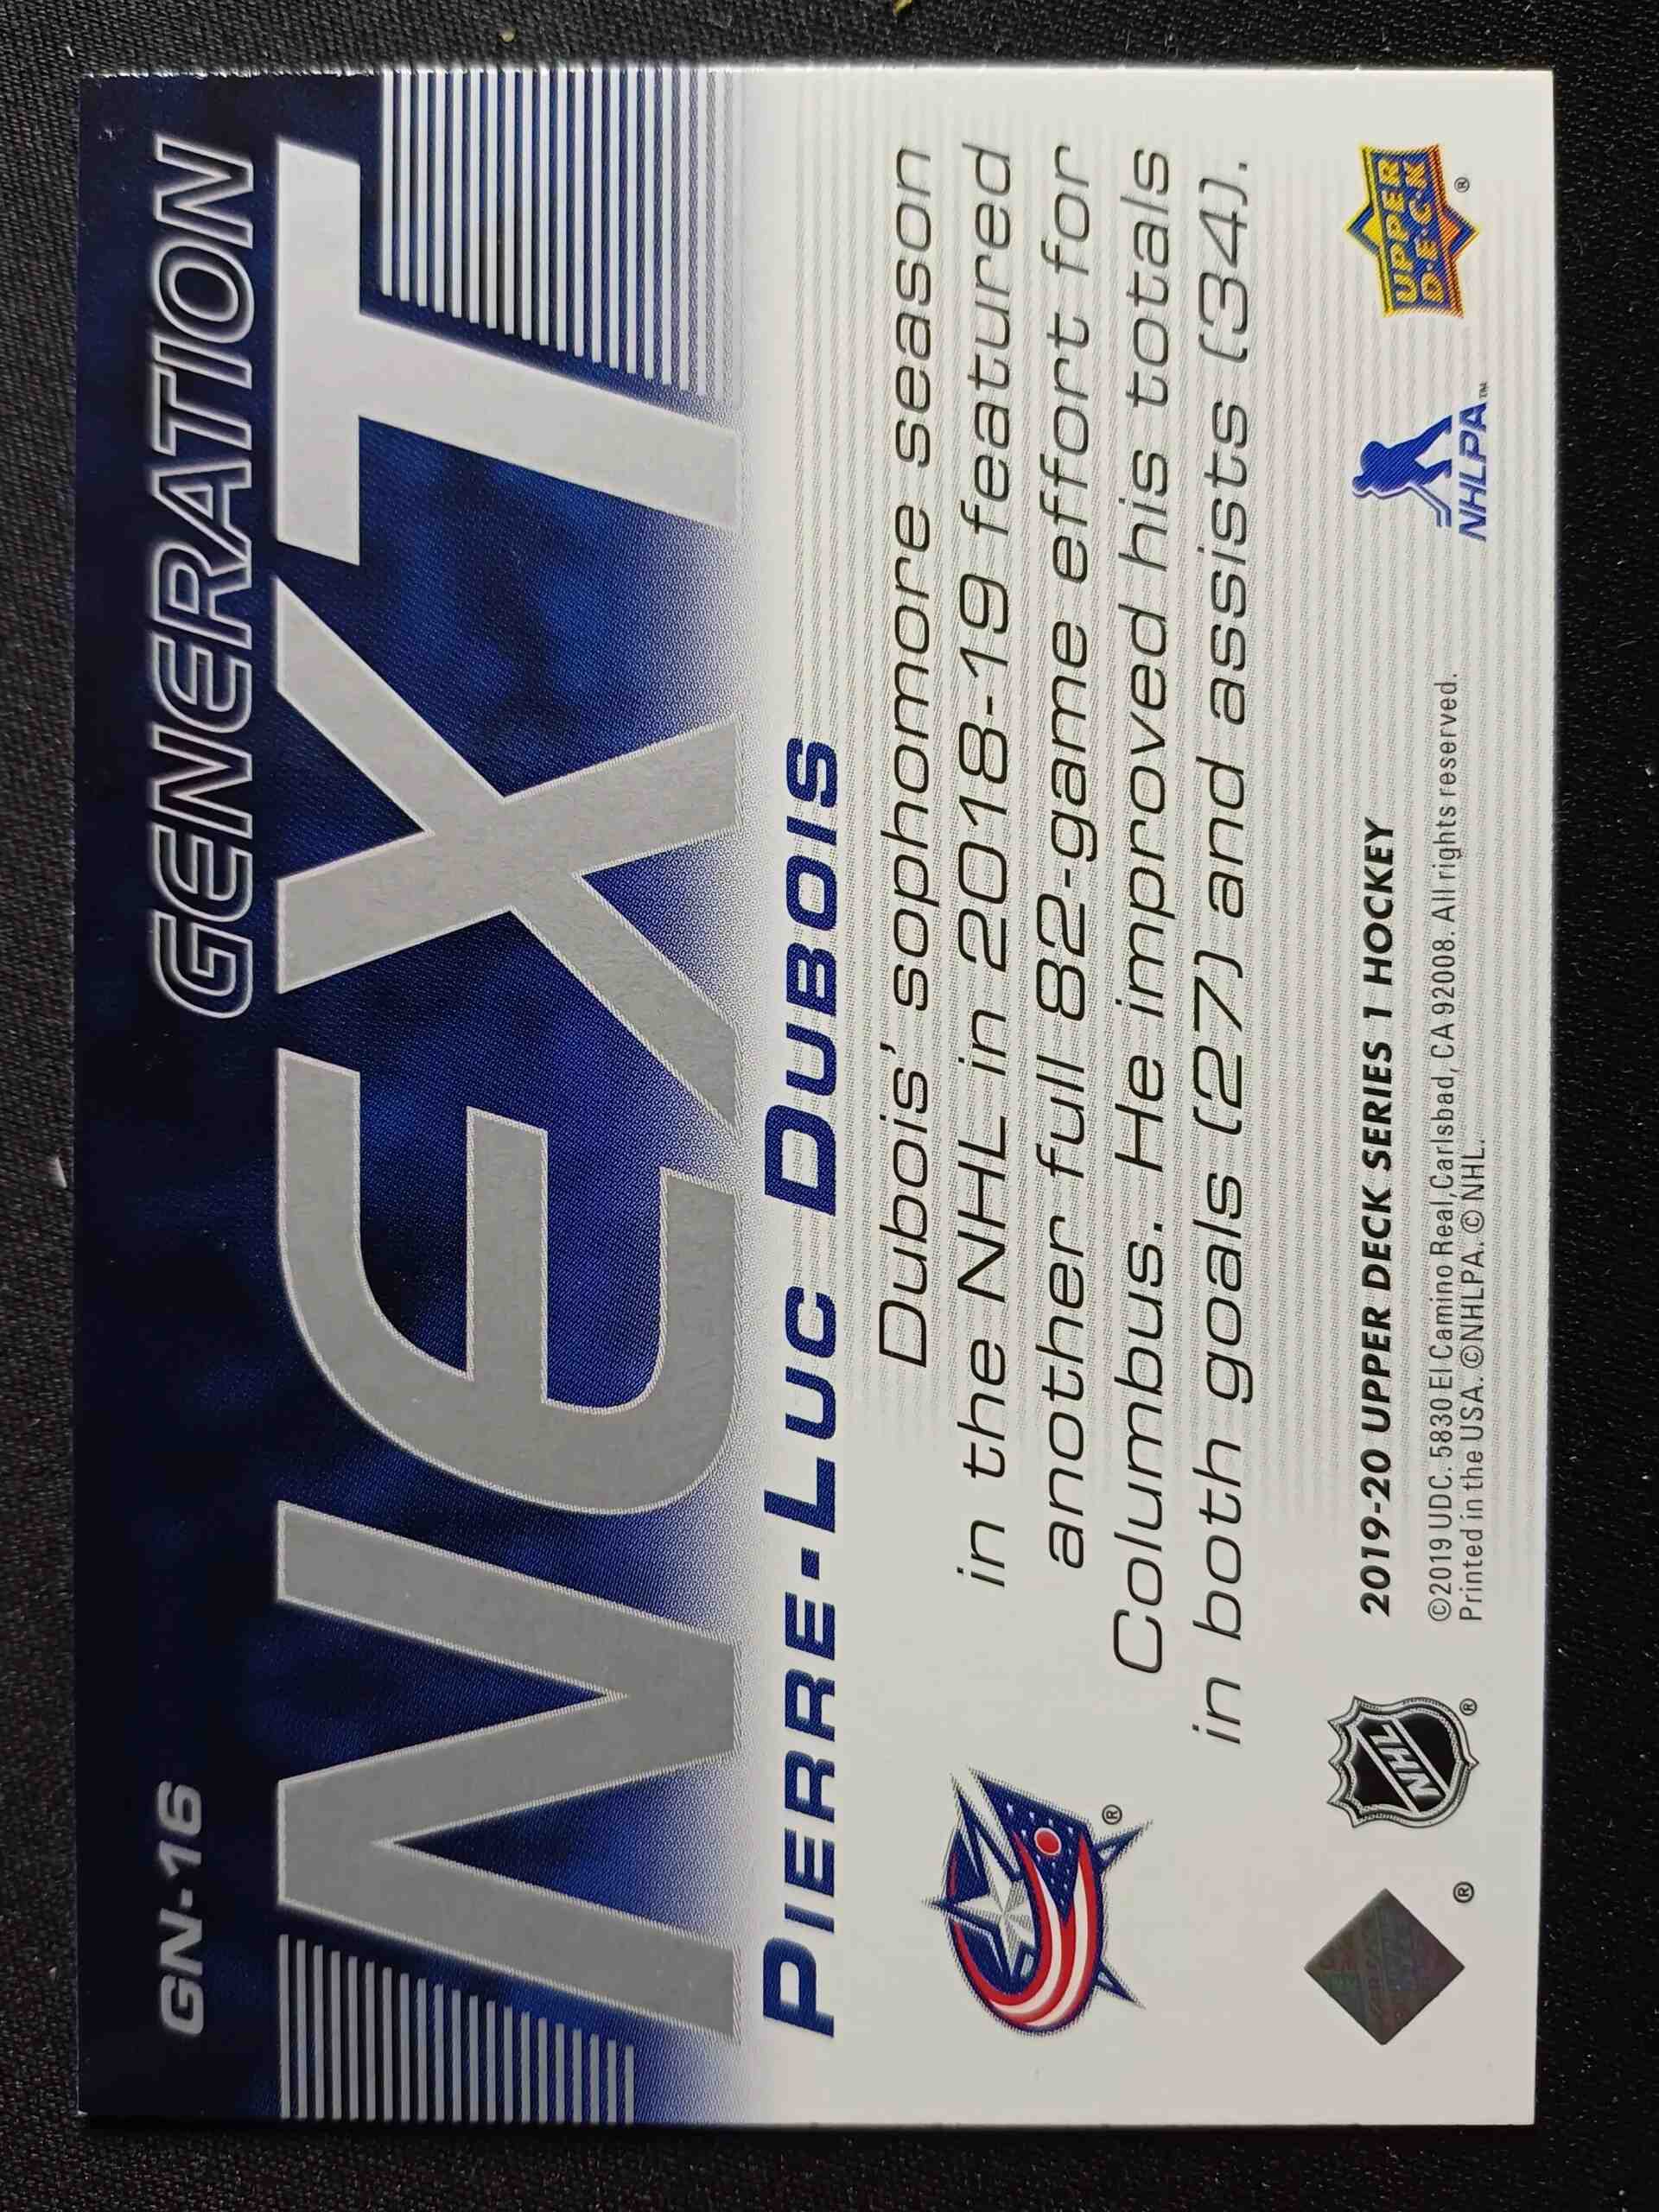 GN-16
GENERATION
NEXT
PIERRE-LUC DUBOIS
Dubois' sophomore season
in the NHL in 2018-19 featured
another full 82-game effort for
Columbus. He improved his totals
in both goals (27) and assists (34).
®
2019-20 UPPER DECK SERIES 1 HOCKEY
©2019 UDC. 5830 El Camino Real, Carlsbad, CA 92008. All rights reserved.
Printed in the USA. ©NHLPA. © NHL.
®
NHL ®
NHLPA™
UPPER
DECK ®